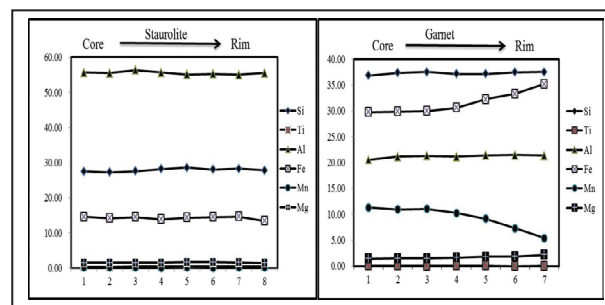 Staurolite
Core Rim
60.00
50.00
40.00
30.00
20.00
10.00
0.00
1 2 3 4 5 6 7 8
Si
Ti
Al
Fe
Mn
Mg
Garnet
Core Rim
40.00
35.00
30.00
25.00
20.00
15.00
10.00
5.00
0.00
1 2 3 4 5 6 7
Si
Ti
Al
Fe
Mn
Mg